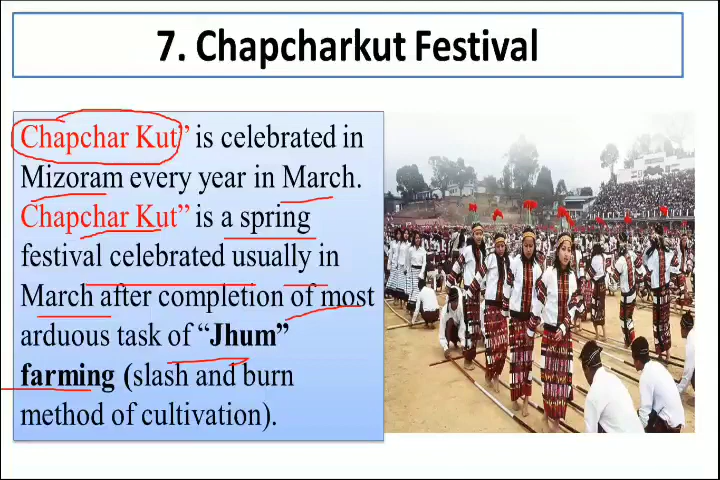 7. Chapcharkut Festival
Chapchar Kut” is celebrated in
Mizoram every year in March.
Chapchar Kut” is a spring
festival celebrated usually in
March after completion of most
arduous task of “Jhum”
farming (slash and burn
method of cultivation).